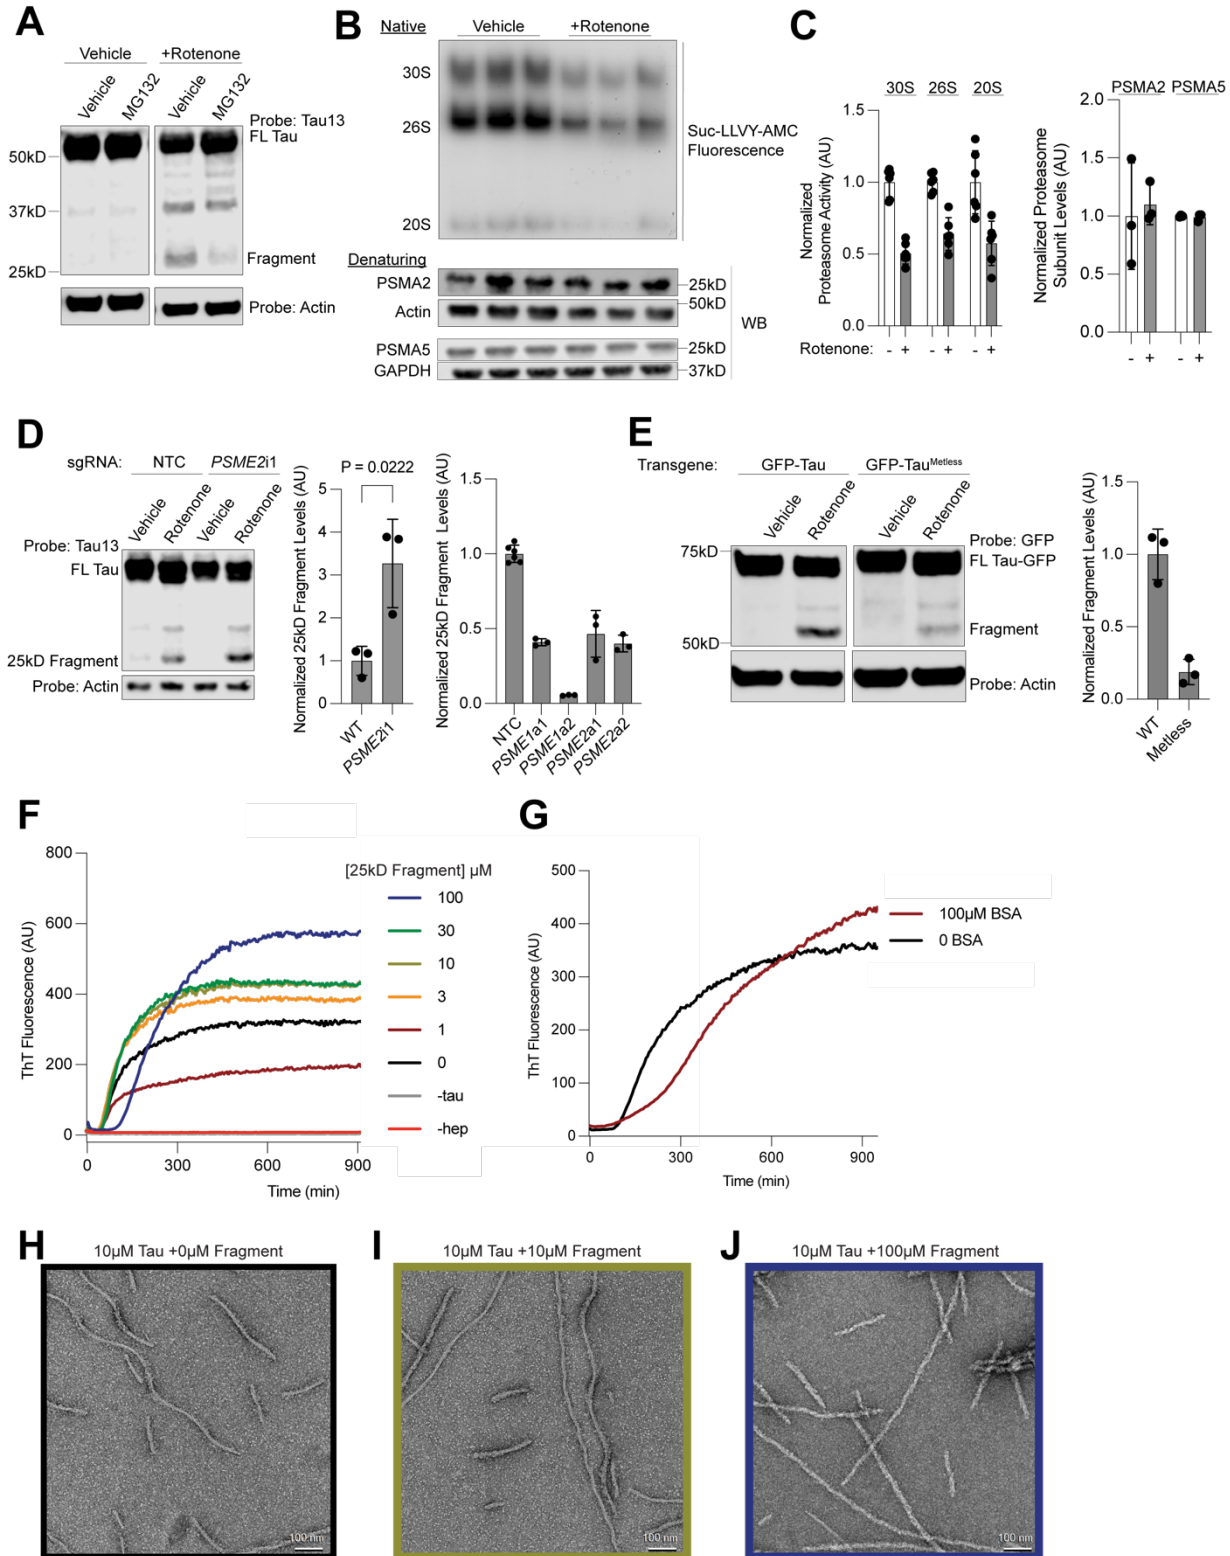 A
Vehicle
+Rotenone
Vehicle
MG132
Vehicle
MG132
Probe: Tau13
FL Tau
50kD
37kD
25kD
Fragment
Probe: Actin
B
Native
Vehicle
+Rotenone
30S
26S
20S
Suc-LLVY-AMC
Fluorescence
Denaturing
PSMA2
25kD
50kD
Actin
WB
PSMA5
25kD
GAPDH
37kD
C
30S 26S 20S
1.5
1.0
0.5
0.0
Normalized
Proteasome Activity (AU)
Rotenone: - + - + - +
PSMA2 PSMA5
2.0
1.5
1.0
0.5
0.0
Normalized Proteasome
Subunit Levels (AU)
- + - +
D
sgRNA: NTC PSME2i1
Vehicle
Rotenone
Vehicle
Rotenone
Probe: Tau13
FL Tau
25kD Fragment
Probe: Actin
P = 0.0222
Normalized 25kD Fragment Levels (AU)
5
4
3
2
1
0
WT
PSME2i1
Normalized 25kD Fragment Levels (AU)
1.5
1.0
0.5
0.0
NTC
PSME1a1
PSME1a2
PSME2a1
PSME2a2
E
Transgene: GFP-Tau GFP-TauMetless
Vehicle
Rotenone
Vehicle
Rotenone
75kD
Probe: GFP
FL Tau-GFP
50kD
Fragment
Probe: Actin
Normalized Fragment Levels (AU)
1.5
1.0
0.5
0.0
WT
Metless
F
800
600
400
200
0
ThT Fluorescence (AU)
0 300 600 900
Time (min)
[25kD Fragment] µM
100
30
10
3
1
0
-tau
-hep
G
500
400
300
200
100
0
ThT Fluorescence (AU)
0 300 600 900
Time (min)
100µM BSA
0 BSA
H
10µM Tau +0µM Fragment
100 nm
I
10µM Tau +10µM Fragment
100 nm
J
10µM Tau +100µM Fragment
100 nm